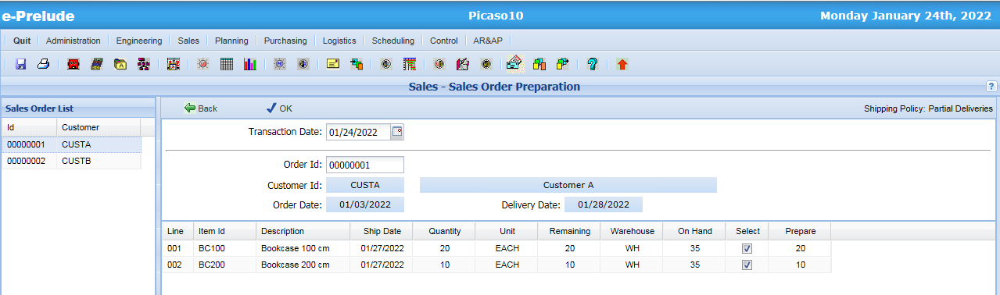 e-Prelude Picaso10 Monday January 24th, 2022
Quit Administration Engineering Sales Planning Purchasing Logistics Scheduling Control AR&AP
Sales - Sales Order Preparation ?
Sales Order List
Id Customer
00000001 CUSTA
00000002 CUSTB
Back OK Shipping Policy: Partial Deliveries
Transaction Date: 01/24/2022
Order Id: 00000001
Customer Id: CUSTA Customer A
Order Date: 01/03/2022 Delivery Date: 01/28/2022
Line Item Id Description Ship Date Quantity Unit Remaining Warehouse On Hand Select Prepare
001 BC100 Bookcase 100 cm 01/27/2022 20 EACH 20 WH 35 20
002 BC200 Bookcase 200 cm 01/27/2022 10 EACH 10 WH 35 10